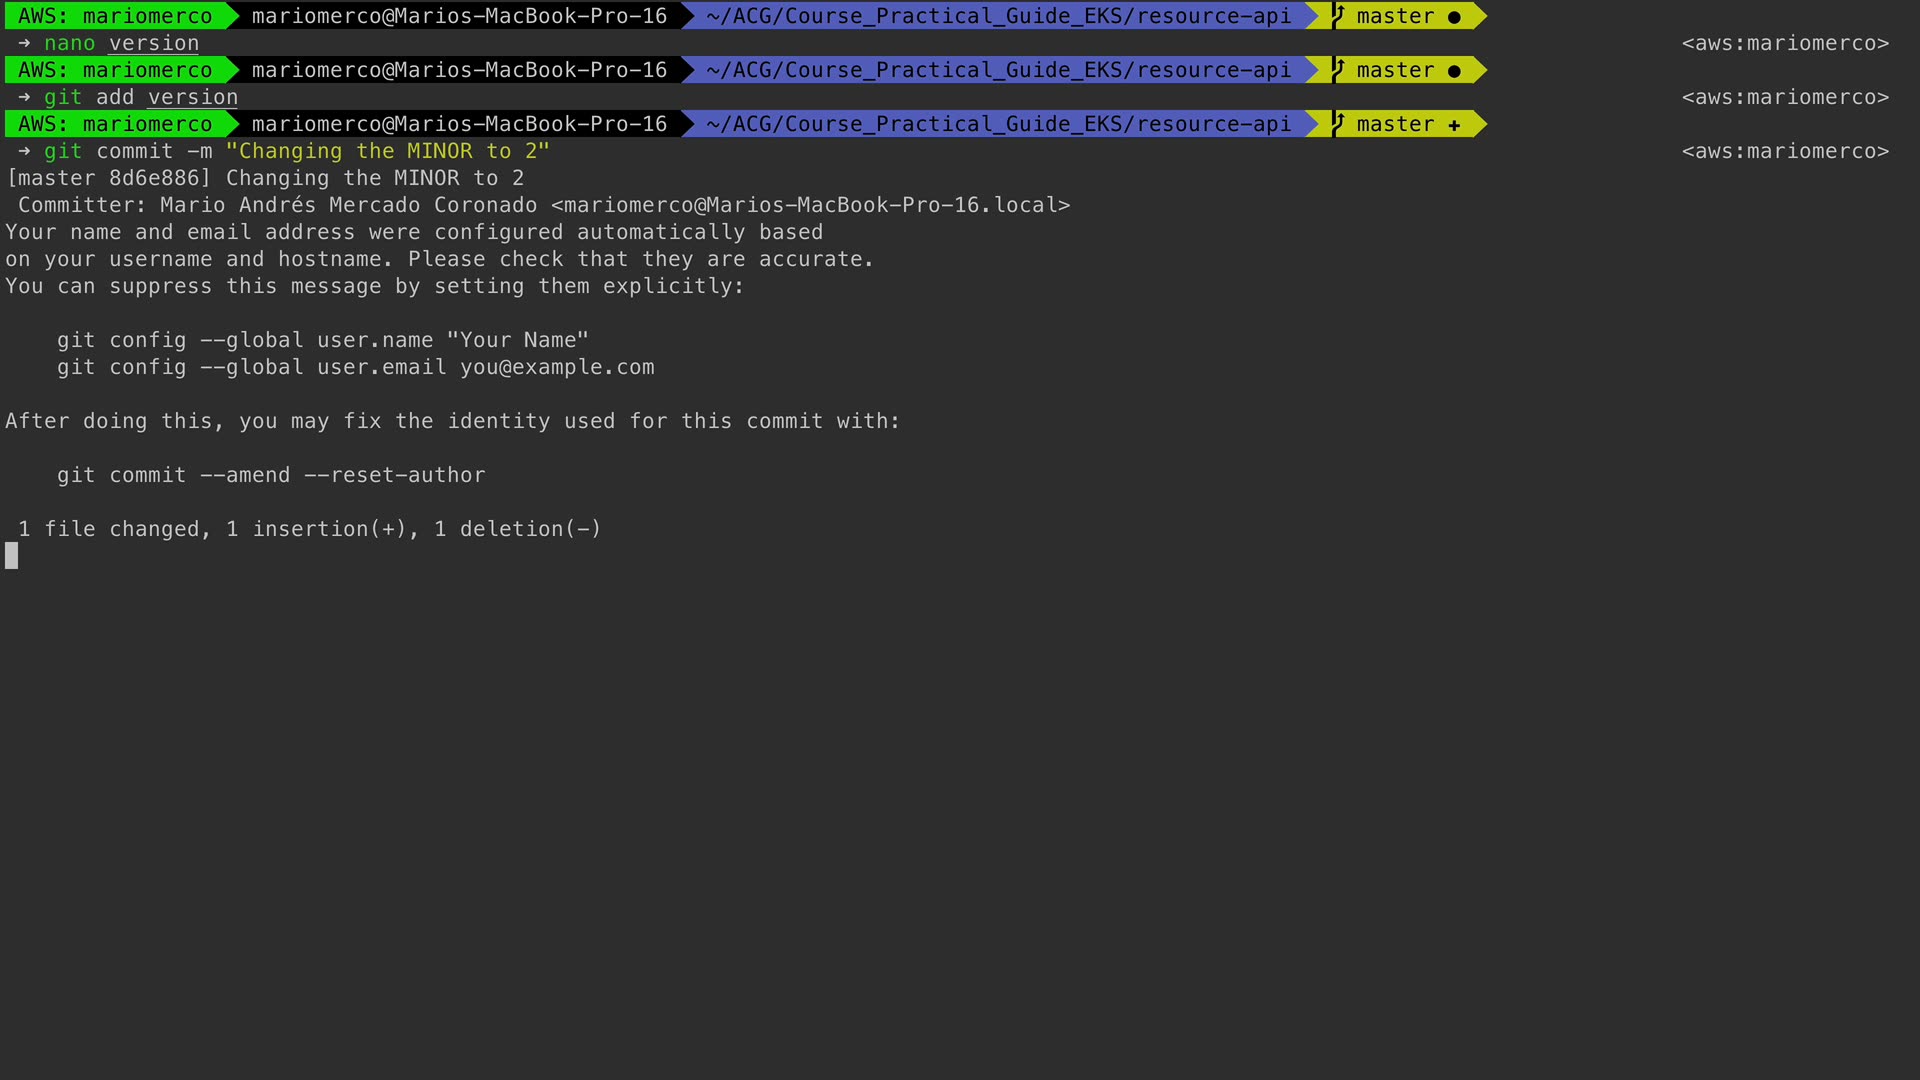 AWS: mariomerco mariomerco@Marios-MacBook-Pro-16 ~/ACG/Course_Practical_Guide_EKS/resource-api master ●
➜ nano version <aws:mariomerco>
AWS: mariomerco mariomerco@Marios-MacBook-Pro-16 ~/ACG/Course_Practical_Guide_EKS/resource-api master ●
➜ git add version <aws:mariomerco>
AWS: mariomerco mariomerco@Marios-MacBook-Pro-16 ~/ACG/Course_Practical_Guide_EKS/resource-api master ✚
➜ git commit -m "Changing the MINOR to 2" <aws:mariomerco>
[master 8d6e886] Changing the MINOR to 2
Committer: Mario Andrés Mercado Coronado <mariomerco@Marios-MacBook-Pro-16.local>
Your name and email address were configured automatically based
on your username and hostname. Please check that they are accurate.
You can suppress this message by setting them explicitly:
git config --global user.name "Your Name"
git config --global user.email you@example.com
After doing this, you may fix the identity used for this commit with:
git commit --amend --reset-author
1 file changed, 1 insertion(+), 1 deletion(-)